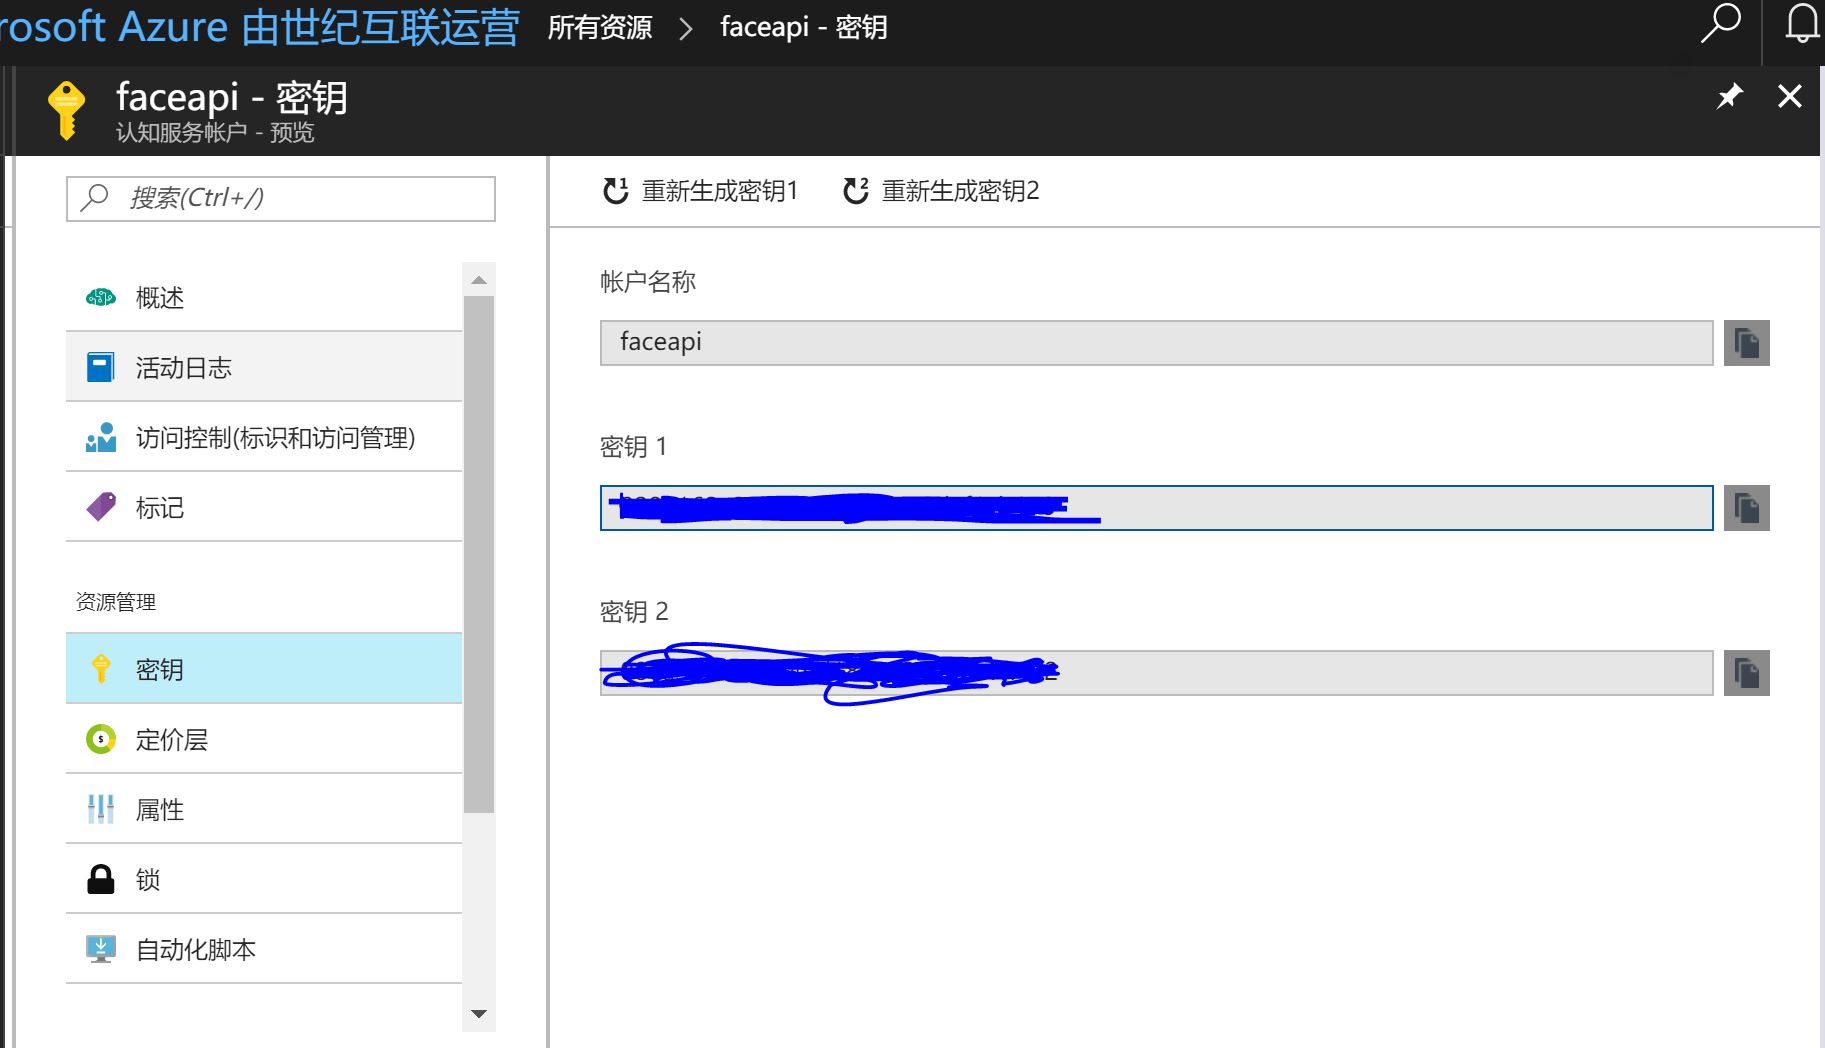 rosoft Azure 由世纪互联运营 所有资源 > faceapi - 密钥
faceapi - 密钥
认知服务帐户 - 预览
搜索(Ctrl+/)
概述
活动日志
访问控制(标识和访问管理)
标记
资源管理
密钥
定价层
属性
锁
自动化脚本
重新生成密钥1 重新生成密钥2
帐户名称
faceapi
密钥 1
密钥 2